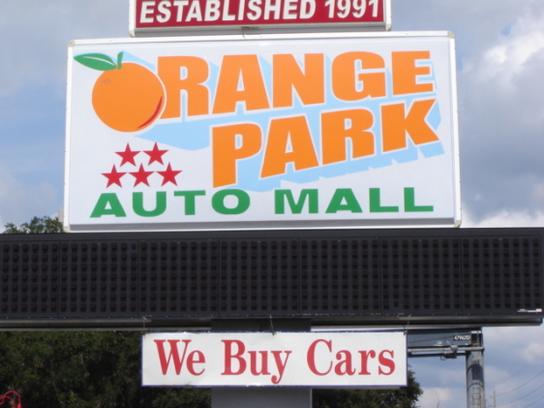 ESTABLISHED 1991
ORANGE
PARK
AUTO MALL
We Buy Cars